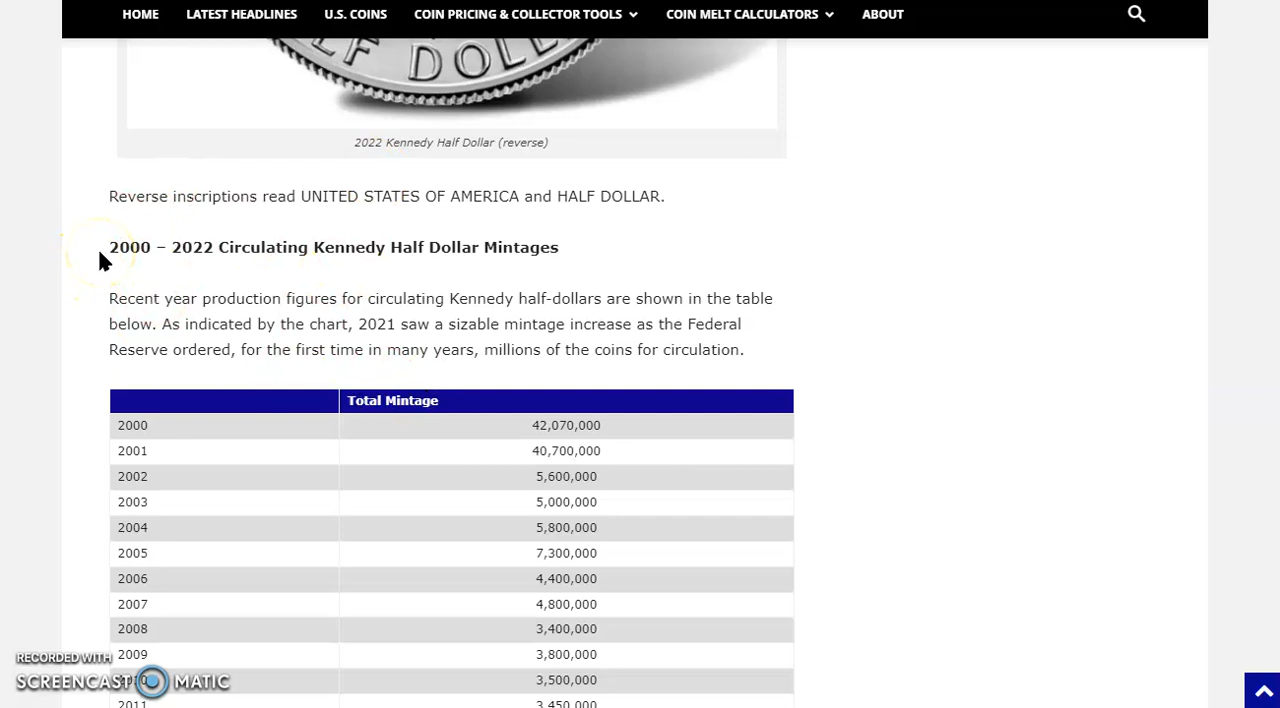 HOME LATEST HEADLINES U.S. COINS COIN PRICING & COLLECTOR TOOLS COIN MELT CALCULATORS ABOUT
LF DOLL
2022 Kennedy Half Dollar (reverse)
Reverse inscriptions read UNITED STATES OF AMERICA and HALF DOLLAR.
2000 – 2022 Circulating Kennedy Half Dollar Mintages
Recent year production figures for circulating Kennedy half-dollars are shown in the table
below. As indicated by the chart, 2021 saw a sizable mintage increase as the Federal
Reserve ordered, for the first time in many years, millions of the coins for circulation.
Total Mintage
2000 42,070,000
2001 40,700,000
2002 5,600,000
2003 5,000,000
2004 5,800,000
2005 7,300,000
2006 4,400,000
2007 4,800,000
2008 3,400,000
2009 3,800,000
2010 3,500,000
2011 3,450,000
RECORDED WITH
SCREENCAST MATIC